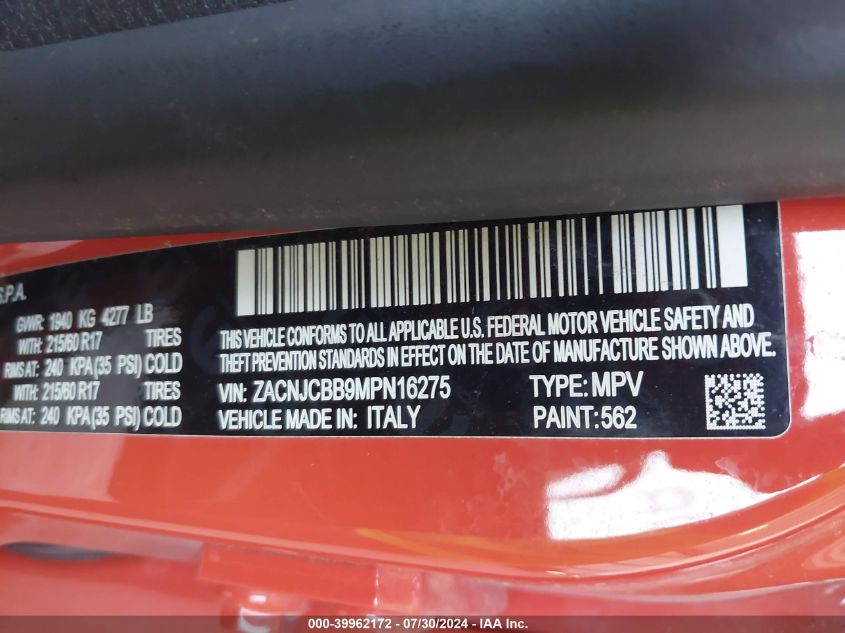 S.P.A.
GVWR: 1940 KG 4277 LB
WITH: 215/60 R17 TIRES
RIMS AT: 240 KPA(35 PSI) COLD
WITH: 215/60 R17 TIRES
RIMS AT: 240 KPA(35 PSI) COLD
THIS VEHICLE CONFORMS TO ALL APPLICABLE U.S. FEDERAL MOTOR VEHICLE SAFETY AND
THEFT PREVENTION STANDARDS IN EFFECT ON THE DATE OF MANUFACTURE SHOWN ABOVE.
VIN: ZACNJCBB9MPN16275 TYPE: MPV
VEHICLE MADE IN: ITALY PAINT: 562
000-39962172 - 07/30/2024 - IAA Inc.